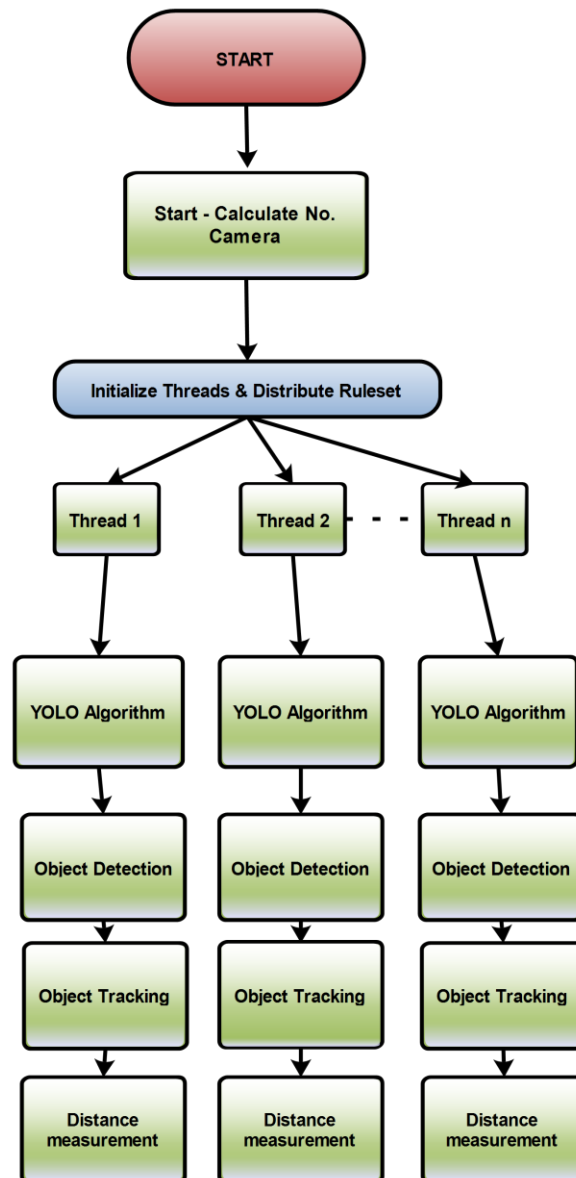 START
Start - Calculate No.
Camera
Initialize Threads & Distribute Ruleset
Thread 1
Thread 2
Thread n
YOLO Algorithm
YOLO Algorithm
YOLO Algorithm
Object Detection
Object Detection
Object Detection
Object Tracking
Object Tracking
Object Tracking
Distance
measurement
Distance
measurement
Distance
measurement